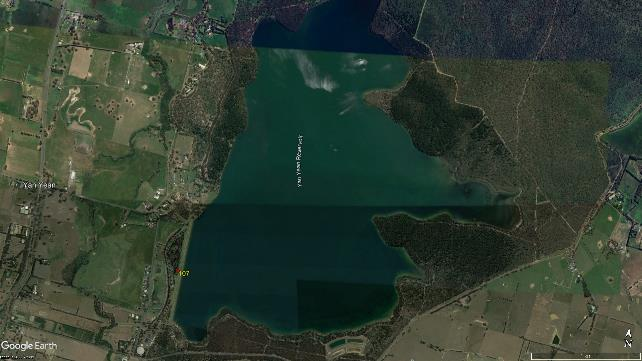 Yan Yean Reservoir
Yan Yean
107
Google Earth
N